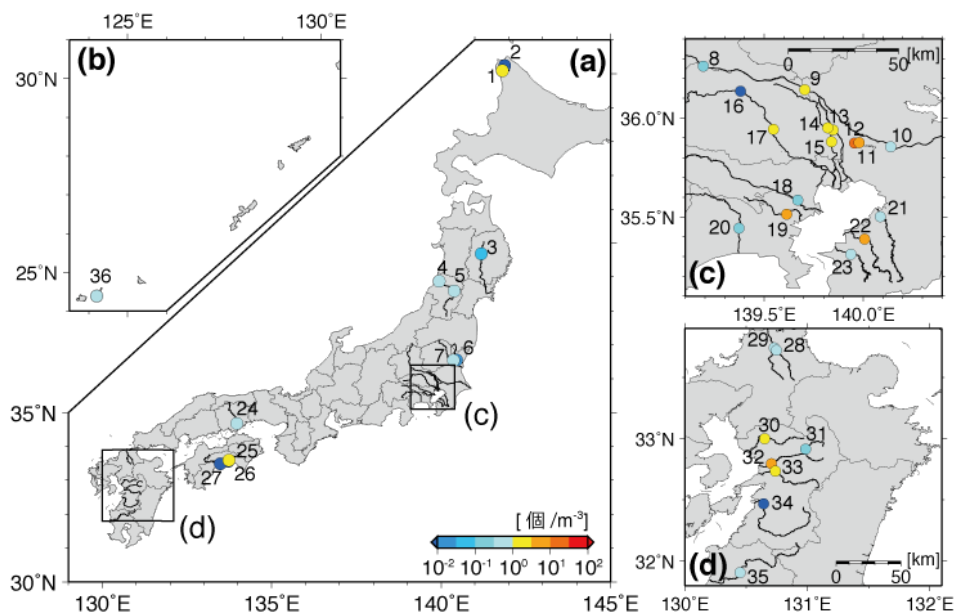 125°E 130°E
(b)
30°N
25°N
36
(a)
2
1
3
4
5
6
7
(c)
24
25
26
27
(d)
35°N
30°N
[ 個 /m-3]
10-2 10-1 100 101 102
130°E 135°E 140°E 145°E
[km]
0 50
8
9
16
36.0°N
13
14
12
17
15
11
10
18
35.5°N
19
21
20
22
23
(c)
139.5°E 140.0°E
29
28
30
31
33°N
32
33
34
[km]
0 50
32°N
35
(d)
130°E 131°E 132°E